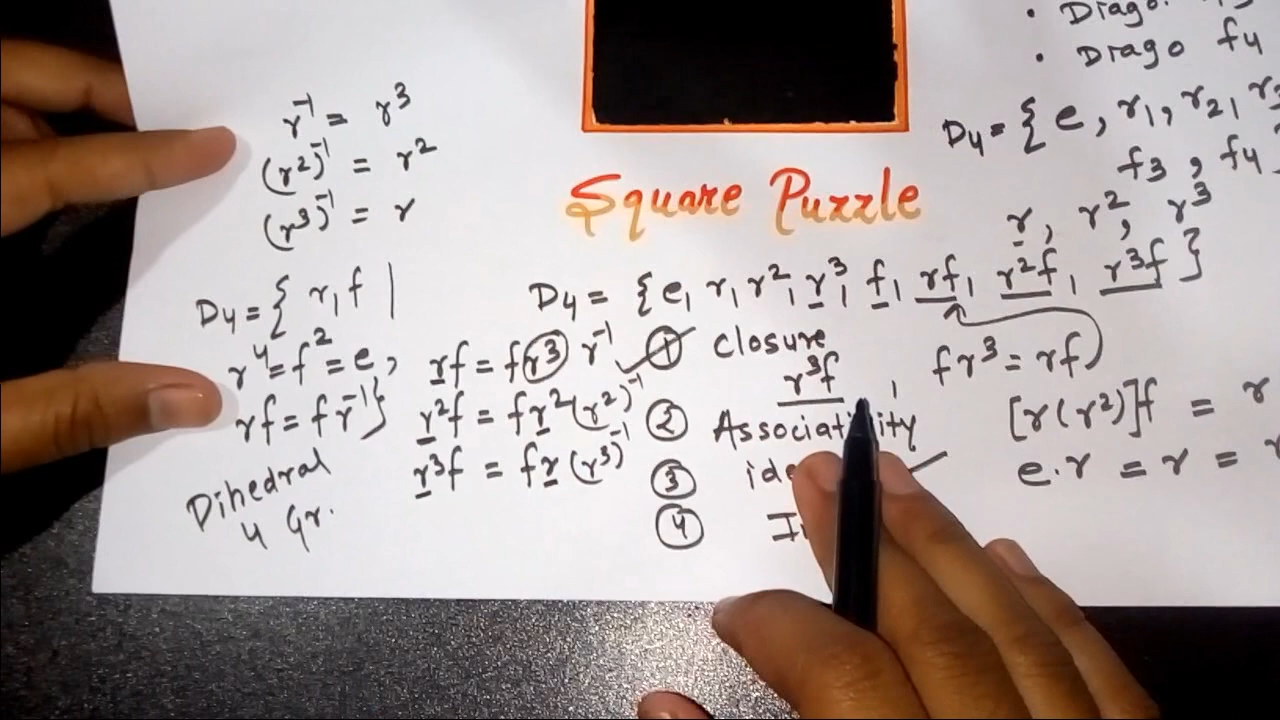 • Diago.
• Diago f4
D4 = { e, r1, r2, r3
f3, f4
r, r², r³
r⁻¹ = r³
(r²)⁻¹ = r²
(r³)⁻¹ = r
Square Puzzle
D4 = { e, r, r², r³, f, rf, r²f, r³f }
D4 = { r, f |
r⁴ = f² = e,
rf = fr⁻¹}
Dihedral
4 Gr.
rf = fr3 r⁻¹
r²f = fr²(r²)⁻¹
r³f = fr(r³)⁻¹
① closure
r³f , fr³ = rf
② Associativity
③ ide
④ I
[r(r²)]f = r
e.r = r =